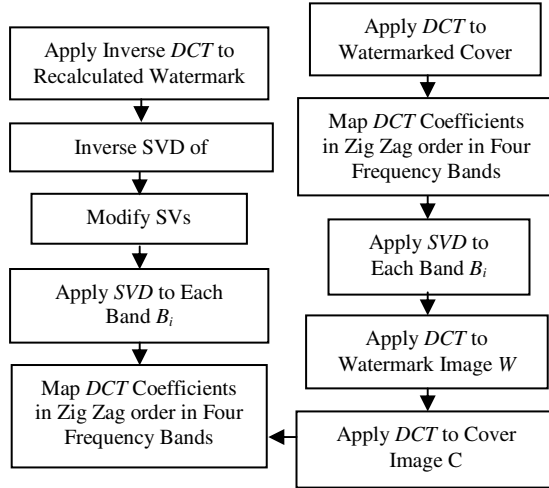 Apply Inverse DCT to
Recalculated Watermark
Inverse SVD of
Modify SVs
Apply SVD to Each
Band Bi
Map DCT Coefficients
in Zig Zag order in Four
Frequency Bands
Apply DCT to
Watermarked Cover
Map DCT Coefficients
in Zig Zag order in Four
Frequency Bands
Apply SVD to
Each Band Bi
Apply DCT to
Watermark Image W
Apply DCT to Cover
Image C